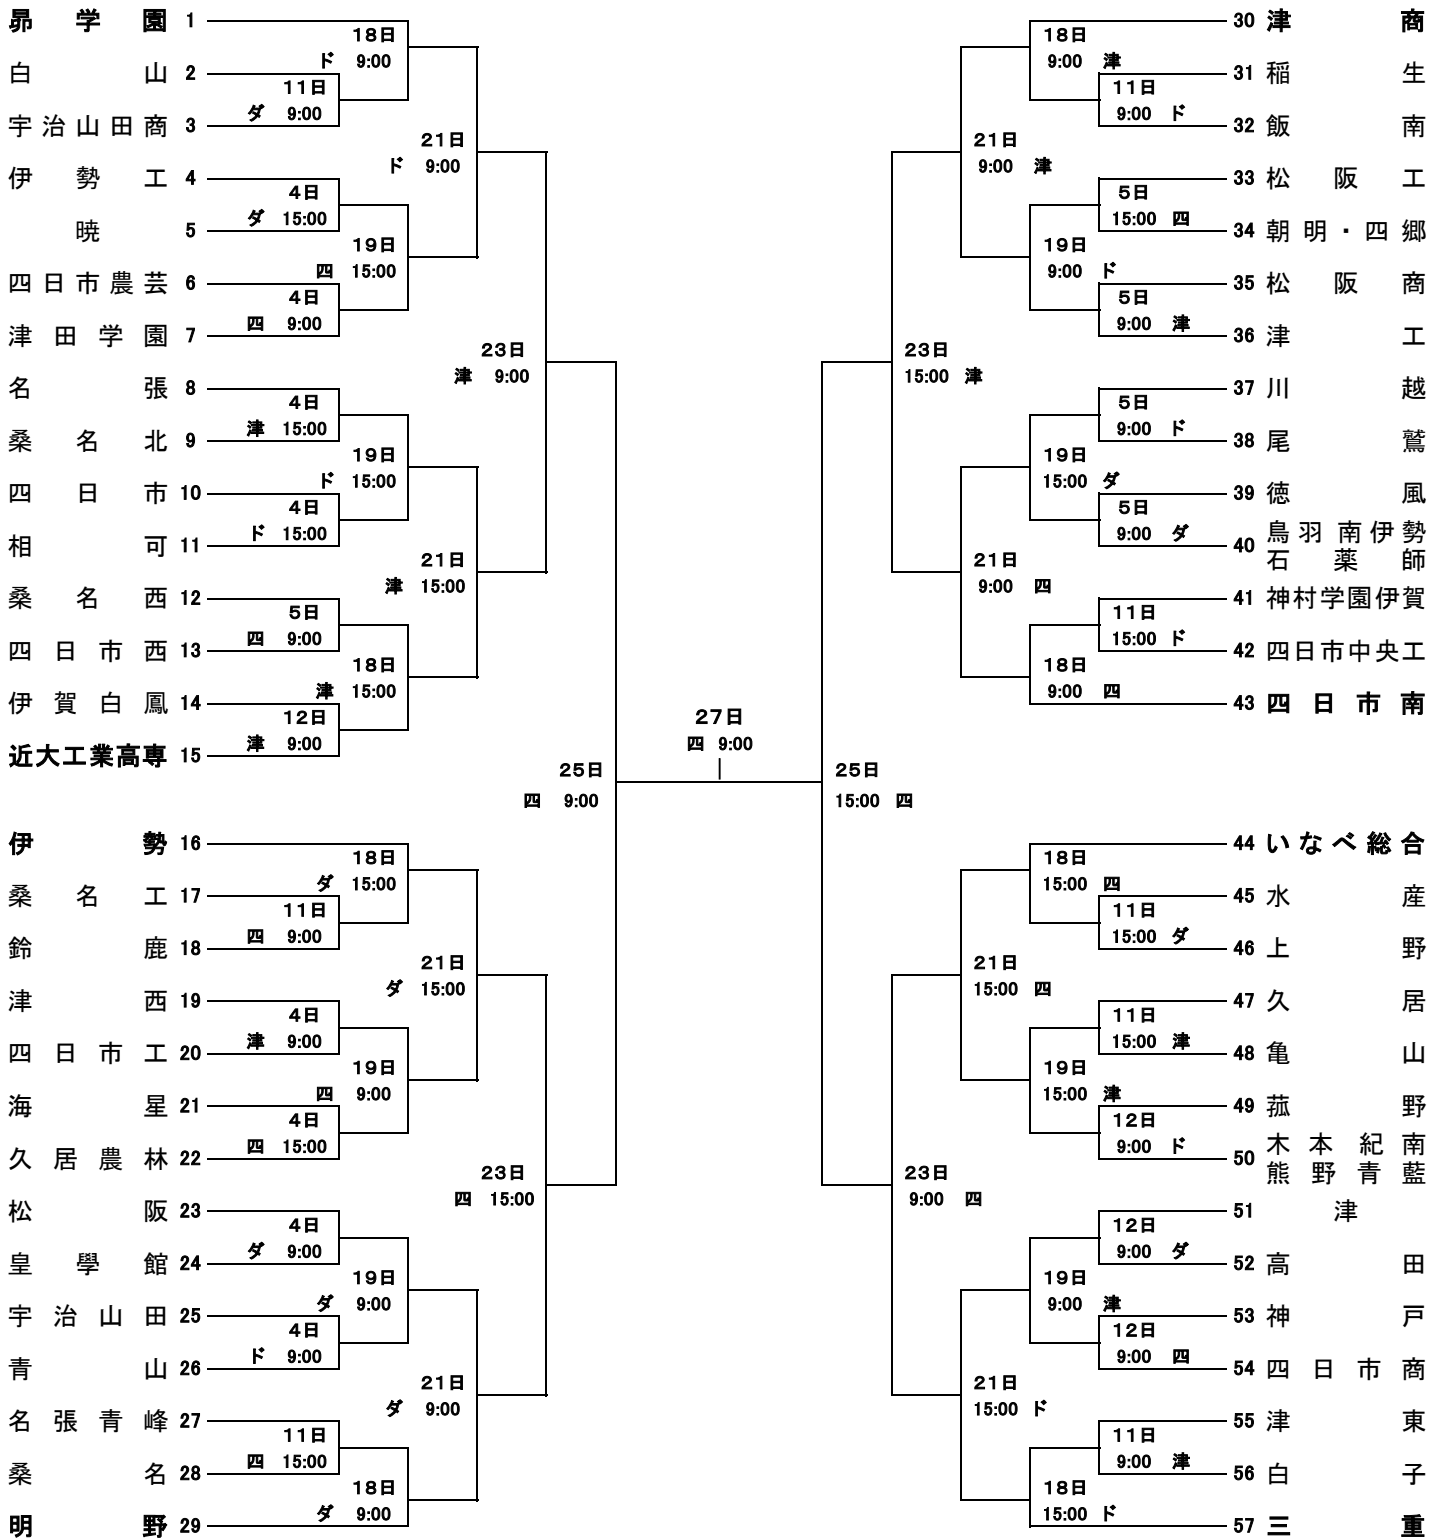 昴学園 1
18日
ド 9:00
白山 2
11日
ダ 9:00
宇治山田商 3
21日
ド 9:00
伊勢工 4
4日
ダ 15:00
暁 5
19日
四 15:00
四日市農芸 6
4日
四 9:00
津田学園 7
23日
津 9:00
名張 8
4日
津 15:00
桑名北 9
19日
ド 15:00
四日市 10
4日
ド 15:00
相可 11
21日
津 15:00
桑名西 12
5日
四 9:00
四日市西 13
18日
津 15:00
伊賀白鳳 14
12日
津 9:00
近大工業高専 15
25日
四 9:00
伊勢 16
18日
ダ 15:00
桑名工 17
11日
四 9:00
鈴鹿 18
21日
ダ 15:00
津西 19
4日
津 9:00
四日市工 20
19日
四 9:00
海星 21
4日
四 15:00
久居農林 22
23日
四 15:00
松阪 23
4日
ダ 9:00
皇學館 24
19日
ダ 9:00
宇治山田 25
4日
ド 9:00
青山 26
21日
ダ 9:00
名張青峰 27
11日
四 15:00
桑名 28
18日
ダ 9:00
明野 29
27日
四 9:00
30 津商
18日
9:00 津
31 稲生
11日
9:00 ド
32 飯南
21日
9:00 津
33 松阪工
5日
15:00 四
34 朝明・四郷
19日
9:00 ド
35 松阪商
5日
9:00 津
36 津工
23日
15:00 津
37 川越
5日
9:00 ド
38 尾鷲
19日
15:00 ダ
39 徳風
5日
9:00 ダ
40 鳥羽南伊勢
石薬師
21日
9:00 四
41 神村学園伊賀
11日
15:00 ド
42 四日市中央工
18日
9:00 四
43 四日市南
25日
15:00 四
44 いなべ総合
18日
15:00 四
45 水産
11日
15:00 ダ
46 上野
21日
15:00 四
47 久居
11日
15:00 津
48 亀山
19日
15:00 津
49 菰野
12日
9:00 ド
50 木本紀南
熊野青藍
23日
9:00 四
51 津
12日
9:00 ダ
52 高田
19日
9:00 津
53 神戸
12日
9:00 四
54 四日市商
21日
15:00 ド
55 津東
11日
9:00 津
56 白子
18日
15:00 ド
57 三重